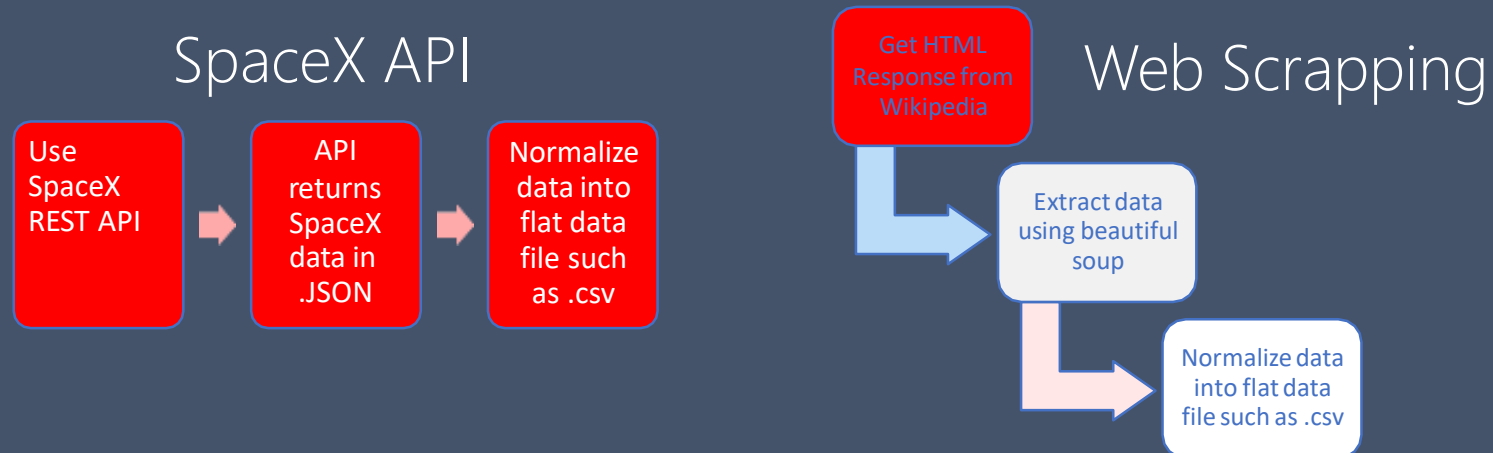 SpaceX API
Use
SpaceX
REST API
API
returns
SpaceX
data in
.JSON
Normalize
data into
flat data
file such
as .csv
Web Scrapping
Get HTML
Response from
Wikipedia
Extract data
using beautiful
soup
Normalize data
into flat data
file such as .csv